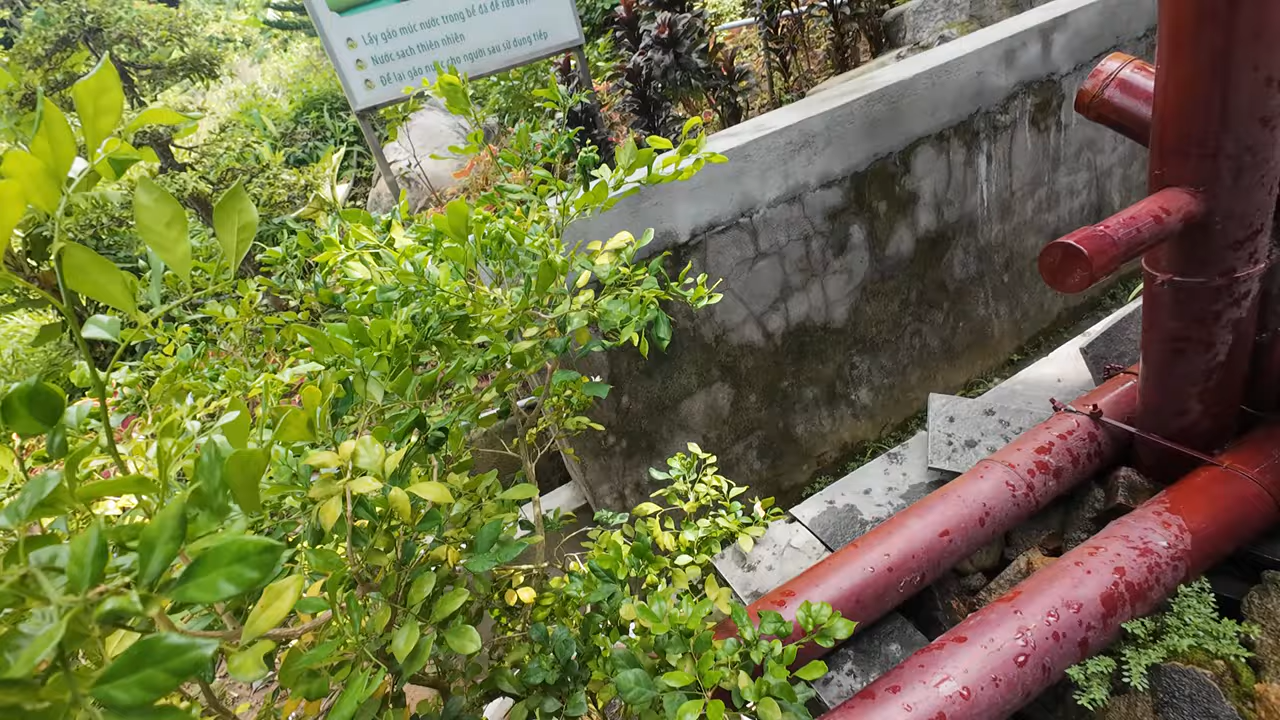 Lấy gáo múc nước trong bể đá để rửa tay,
Nước sạch thiên nhiên
Để lại gáo cho người sau sử dụng tiếp